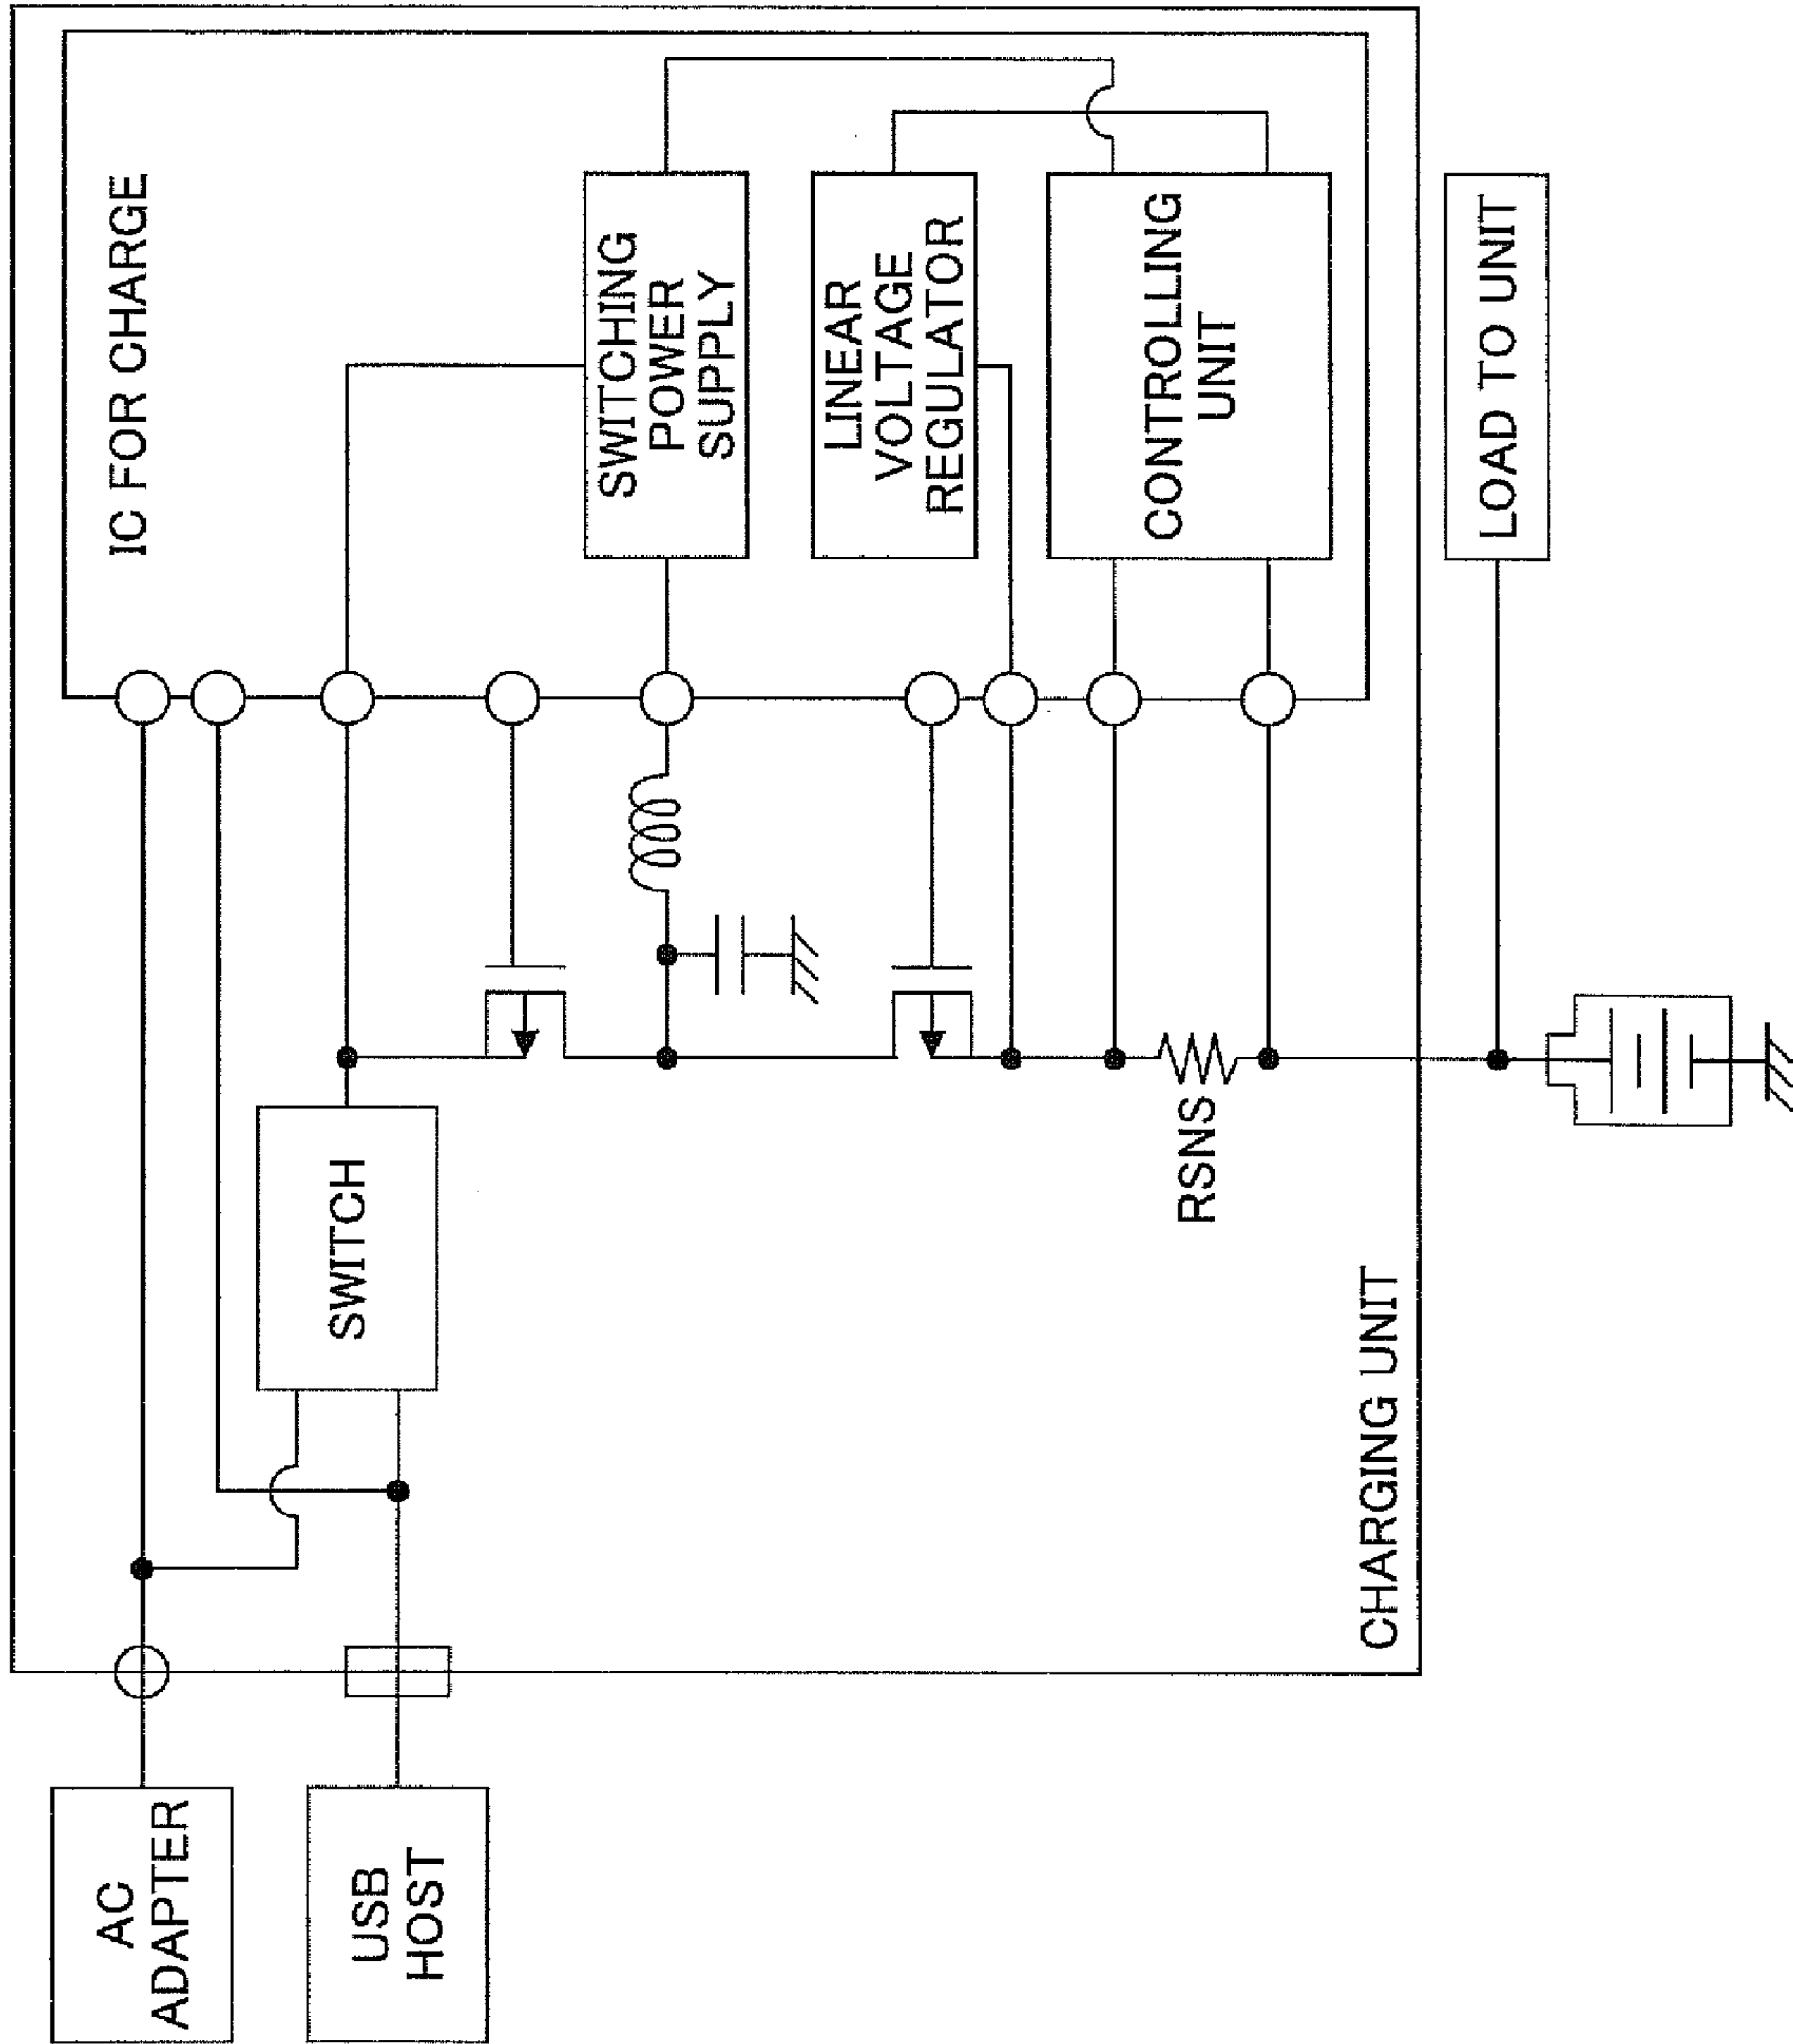 IC FOR CHARGE
SWITCHING
POWER
SUPPLY
LINEAR
VOLTAGE
REGULATOR
CONTROLLING
UNIT
LOAD TO UNIT
SWITCH
RSNS
CHARGING UNIT
AC
ADAPTER
USB
HOST